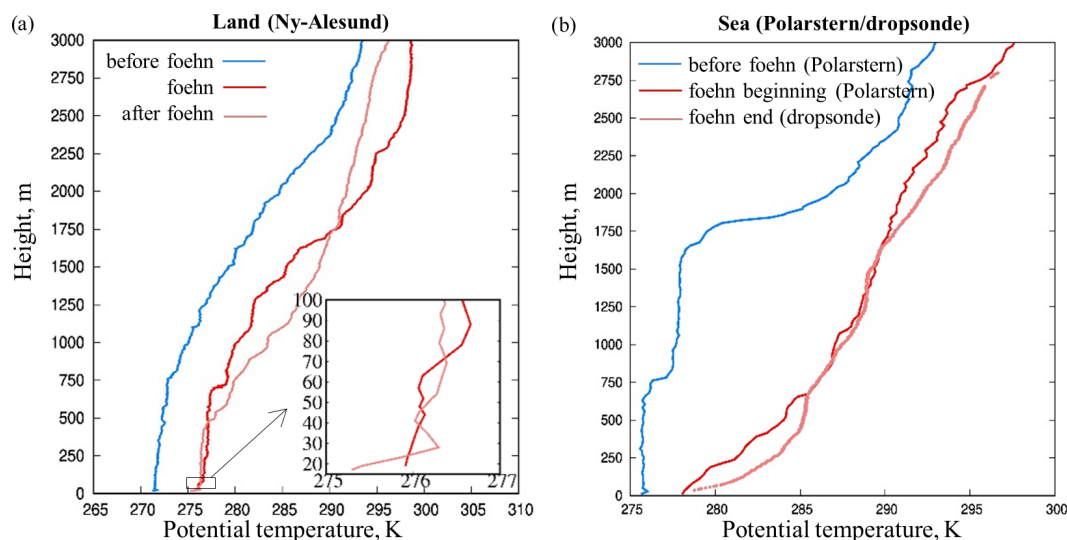 (a)
Land (Ny-Alesund)
3000
2750
2500
2250
2000
1750
1500
1250
1000
750
500
250
0
Height, m
before foehn
foehn
after foehn
100
90
80
70
60
50
40
30
20
275 276 277
265 270 275 280 285 290 295 300 305 310
Potential temperature, K
(b)
Sea (Polarstern/dropsonde)
3000
2750
2500
2250
2000
1750
1500
1250
1000
750
500
250
0
Height, m
before foehn (Polarstern)
foehn beginning (Polarstern)
foehn end (dropsonde)
275 280 285 290 295 300
Potential temperature, K